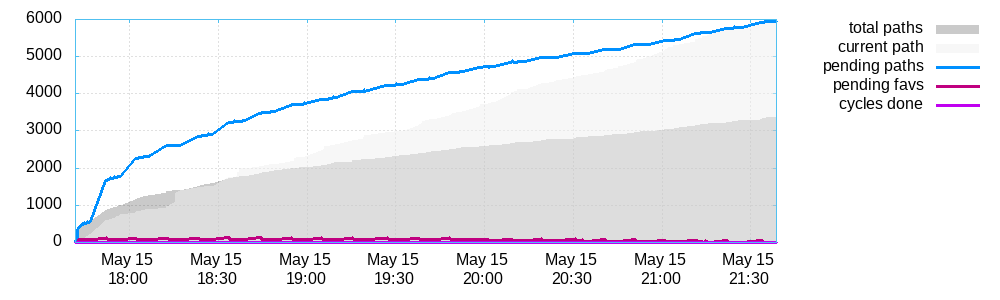 6000
5000
4000
3000
2000
1000
0
May 15 May 15 May 15 May 15 May 15 May 15 May 15 May 15
18:00 18:30 19:00 19:30 20:00 20:30 21:00 21:30
total paths
current path
pending paths
pending favs
cycles done